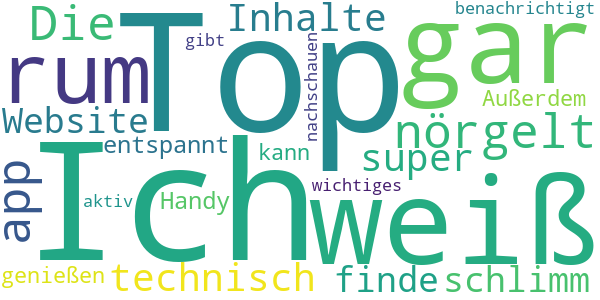 Die
Inhalte
benachrichtigt
rum
Top
gibt
nachschauen
gar
Website
Außerdem
entspannt
nörgelt
app
kann
super
Ich
weiß
aktiv
Handy
wichtiges
genießen
technisch
finde
schlimm